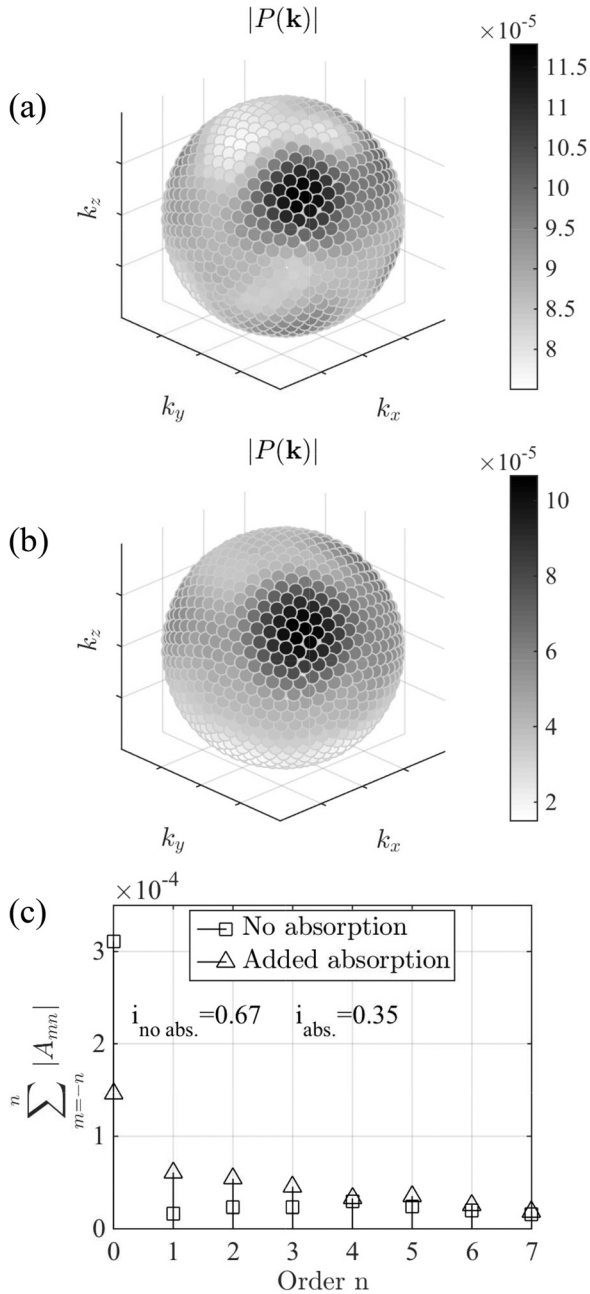 |P(k)|
×10⁻⁵
(a)
11.5
11
10.5
10
9.5
9
8.5
8
k_z
k_y
k_x
|P(k)|
×10⁻⁵
(b)
10
8
6
4
2
k_z
k_y
k_x
(c)
×10⁻⁴
No absorption
Added absorption
i_no abs.=0.67 i_abs.=0.35
∑_{m=−n}^{n} |A_mn|
3
2
1
0
0 1 2 3 4 5 6 7
Order n